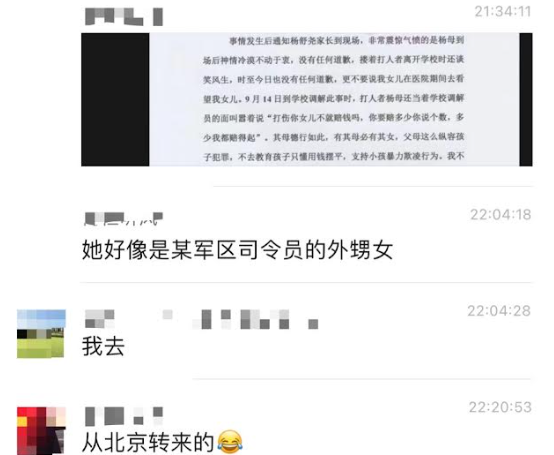 21:34:11
事情发生后通知杨舒尧家长到现场，非常震惊气愤的是杨母到
场后神情冷漠不动于衷，没有任何道歉，搂着打人者离开学校时还谈
笑风生，时至今日也没有任何道歉，更不要说我女儿在医院期间去看
望我女儿。9 月 14 日到学校调解此事时，打人者杨母还当着学校调解
员的面叫嚣着说“打伤你女儿不就赔钱吗，你要赔多少你说个数，多
少我都赔得起”。其母德行如此，有其母必有其女，父母这么纵容孩
子犯罪，不去教育孩子只懂用钱摆平，支持小孩暴力欺凌行为。我不
22:04:18
她好像是某军区司令员的外甥女
22:04:28
我去
22:20:53
从北京转来的😂